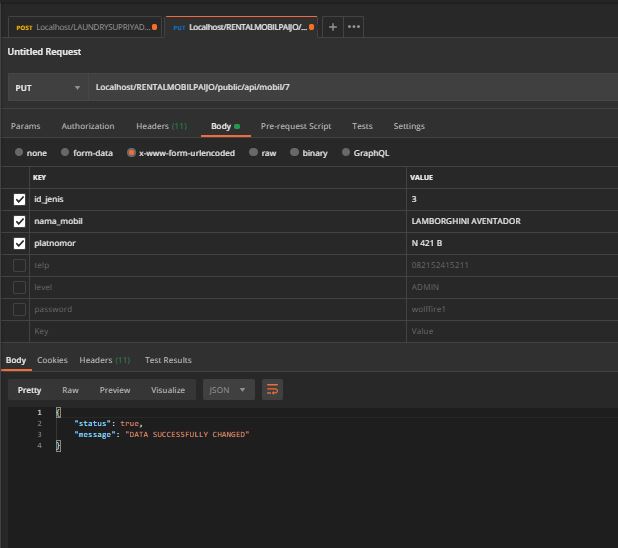 POST Localhost/LAUNDRYSUPRIYAD... PUT Localhost/RENTALMOBILPAIJO/... + •••
Untitled Request
PUT Localhost/RENTALMOBILPAIJO/public/api/mobil/7
Params Authorization Headers (11) Body Pre-request Script Tests Settings
none form-data x-www-form-urlencoded raw binary GraphQL
KEY VALUE
id_jenis 3
nama_mobil LAMBORGHINI AVENTADOR
platnomor N 421 B
telp 082152415211
level ADMIN
password wolffire1
Key Value
Body Cookies Headers (11) Test Results
Pretty Raw Preview Visualize JSON
1 {
2 "status": true,
3 "message": "DATA SUCCESSFULLY CHANGED"
4 }